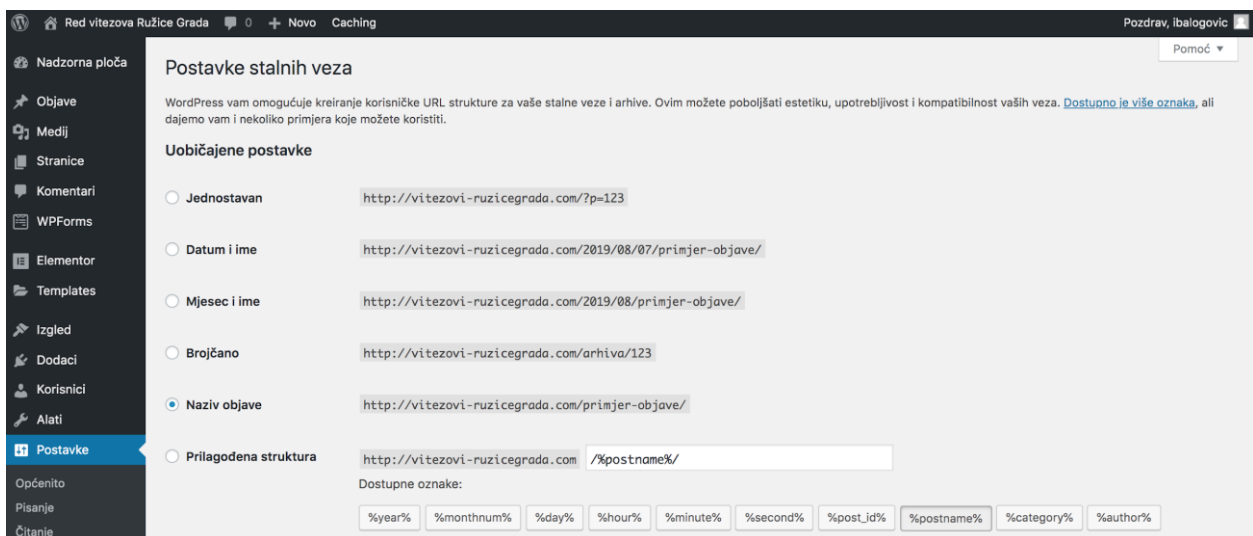 Red vitezova Ružice Grada 0 + Novo Caching Pozdrav, ibalogovic
Pomoć ▼
Nadzorna ploča
Objave
Medij
Stranice
Komentari
WPForms
Elementor
Templates
Izgled
Dodaci
Korisnici
Alati
Postavke
Općenito
Pisanje
Čitanje
Postavke stalnih veza
WordPress vam omogućuje kreiranje korisničke URL strukture za vaše stalne veze i arhive. Ovim možete poboljšati estetiku, upotrebljivost i kompatibilnost vaših veza. Dostupno je više oznaka, ali
dajemo vam i nekoliko primjera koje možete koristiti.
Uobičajene postavke
Jednostavan http://vitezovi-ruzicegrada.com/?p=123
Datum i ime http://vitezovi-ruzicegrada.com/2019/08/07/primjer-objave/
Mjesec i ime http://vitezovi-ruzicegrada.com/2019/08/primjer-objave/
Brojčano http://vitezovi-ruzicegrada.com/arhiva/123
Naziv objave http://vitezovi-ruzicegrada.com/primjer-objave/
Prilagođena struktura http://vitezovi-ruzicegrada.com /%postname%/
Dostupne oznake:
%year% %monthnum% %day% %hour% %minute% %second% %post_id% %postname% %category% %author%